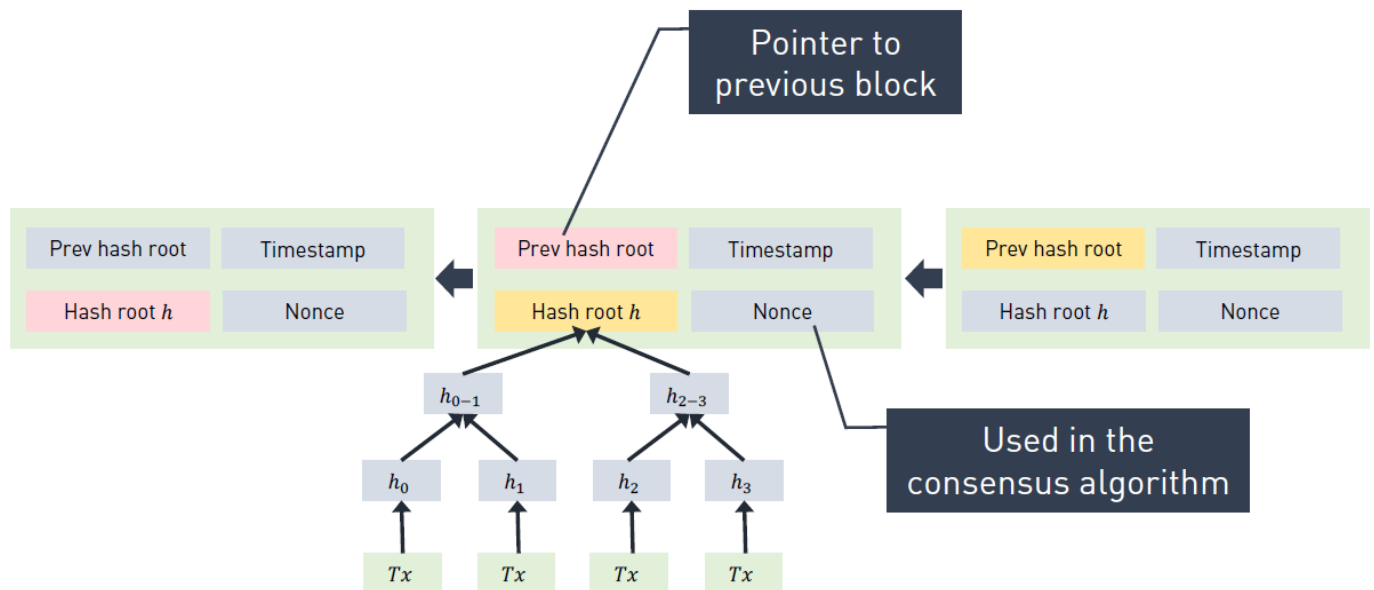 Pointer to
previous block
Prev hash root Timestamp
Hash root h Nonce
Prev hash root Timestamp
Hash root h Nonce
Prev hash root Timestamp
Hash root h Nonce
h₀₋₁ h₂₋₃
h₀ h₁ h₂ h₃
Tx Tx Tx Tx
Used in the
consensus algorithm